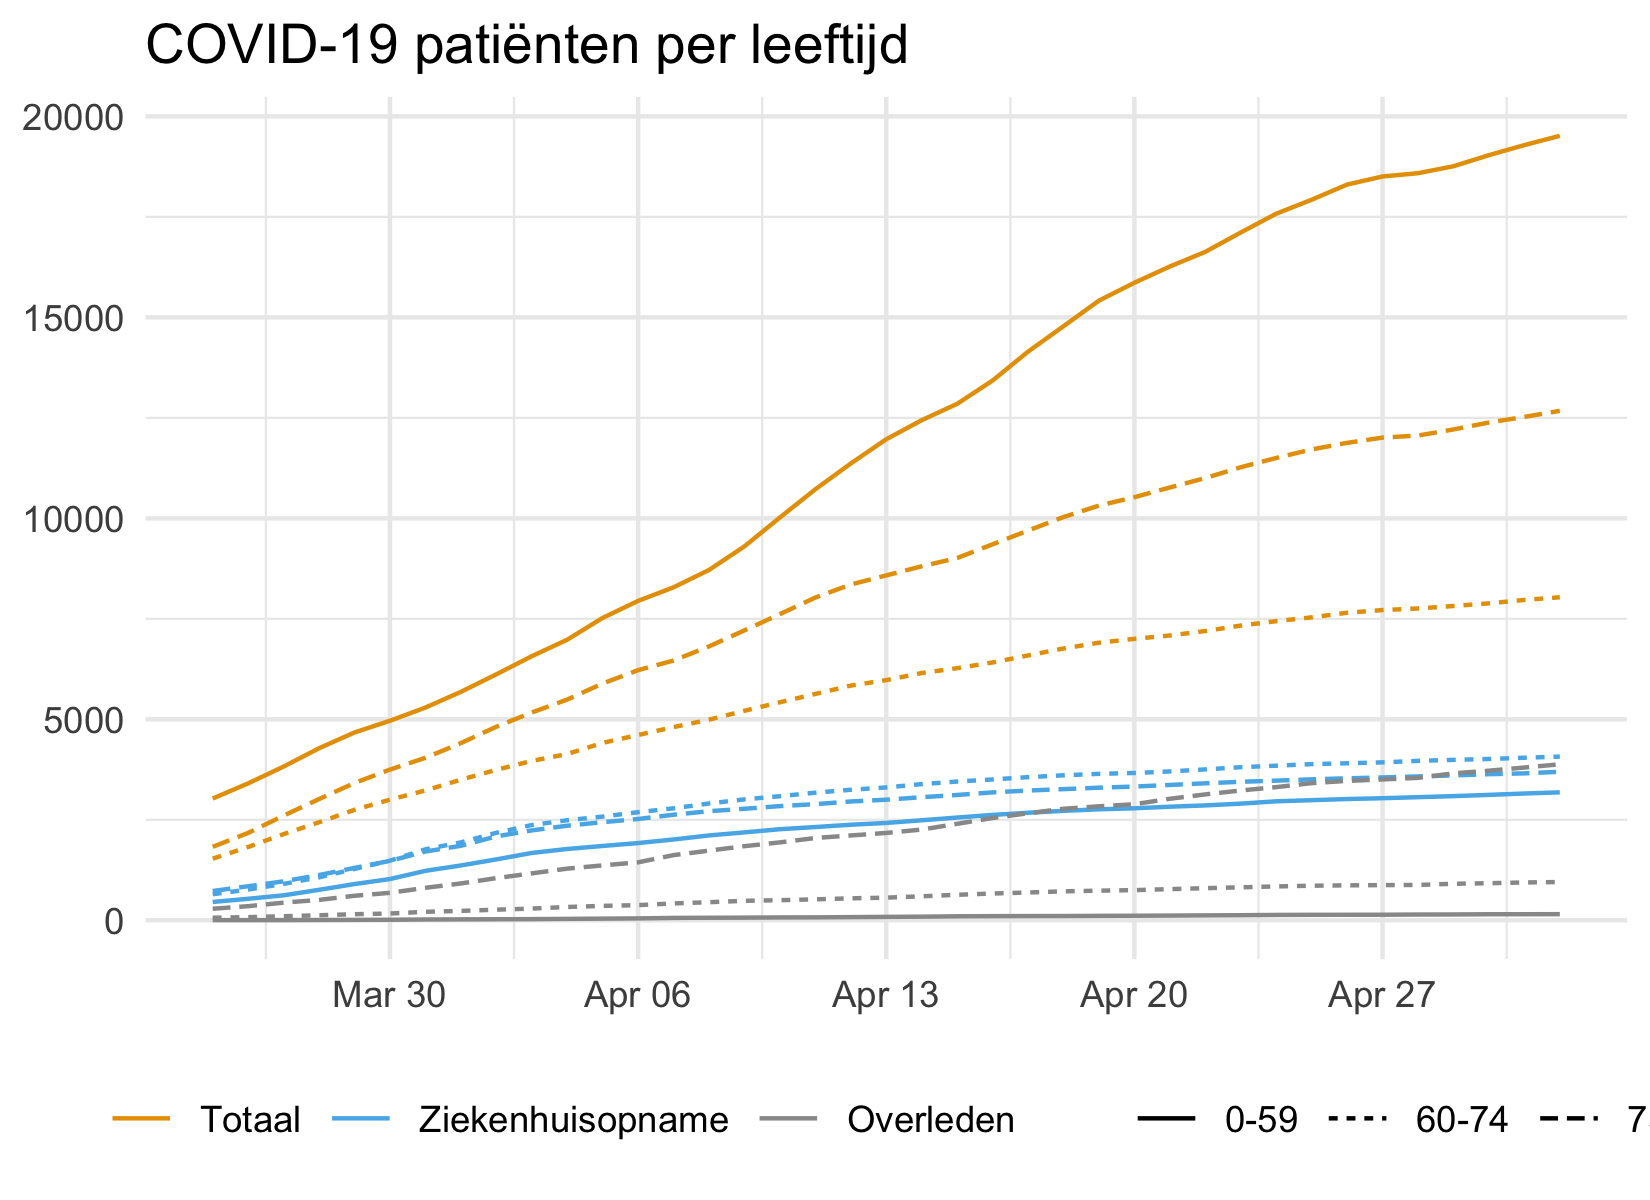 COVID-19 patiënten per leeftijd
20000
15000
10000
5000
0
Mar 30 Apr 06 Apr 13 Apr 20 Apr 27
Totaal Ziekenhuisopname Overleden 0-59 60-74